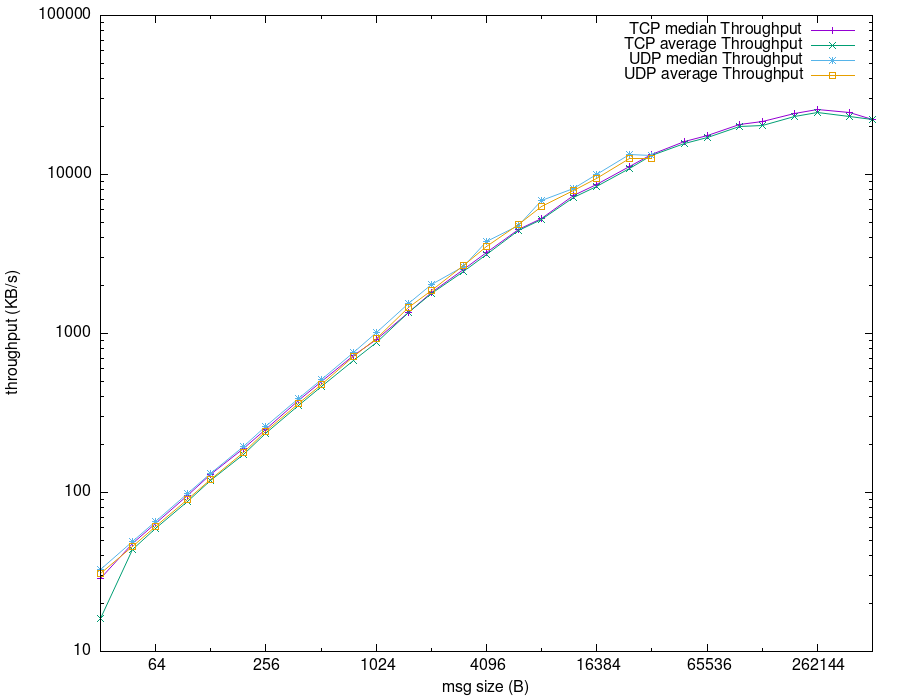 100000
10000
1000
100
10
throughput (KB/s)
TCP median Throughput
TCP average Throughput
UDP median Throughput
UDP average Throughput
64 256 1024 4096 16384 65536 262144
msg size (B)